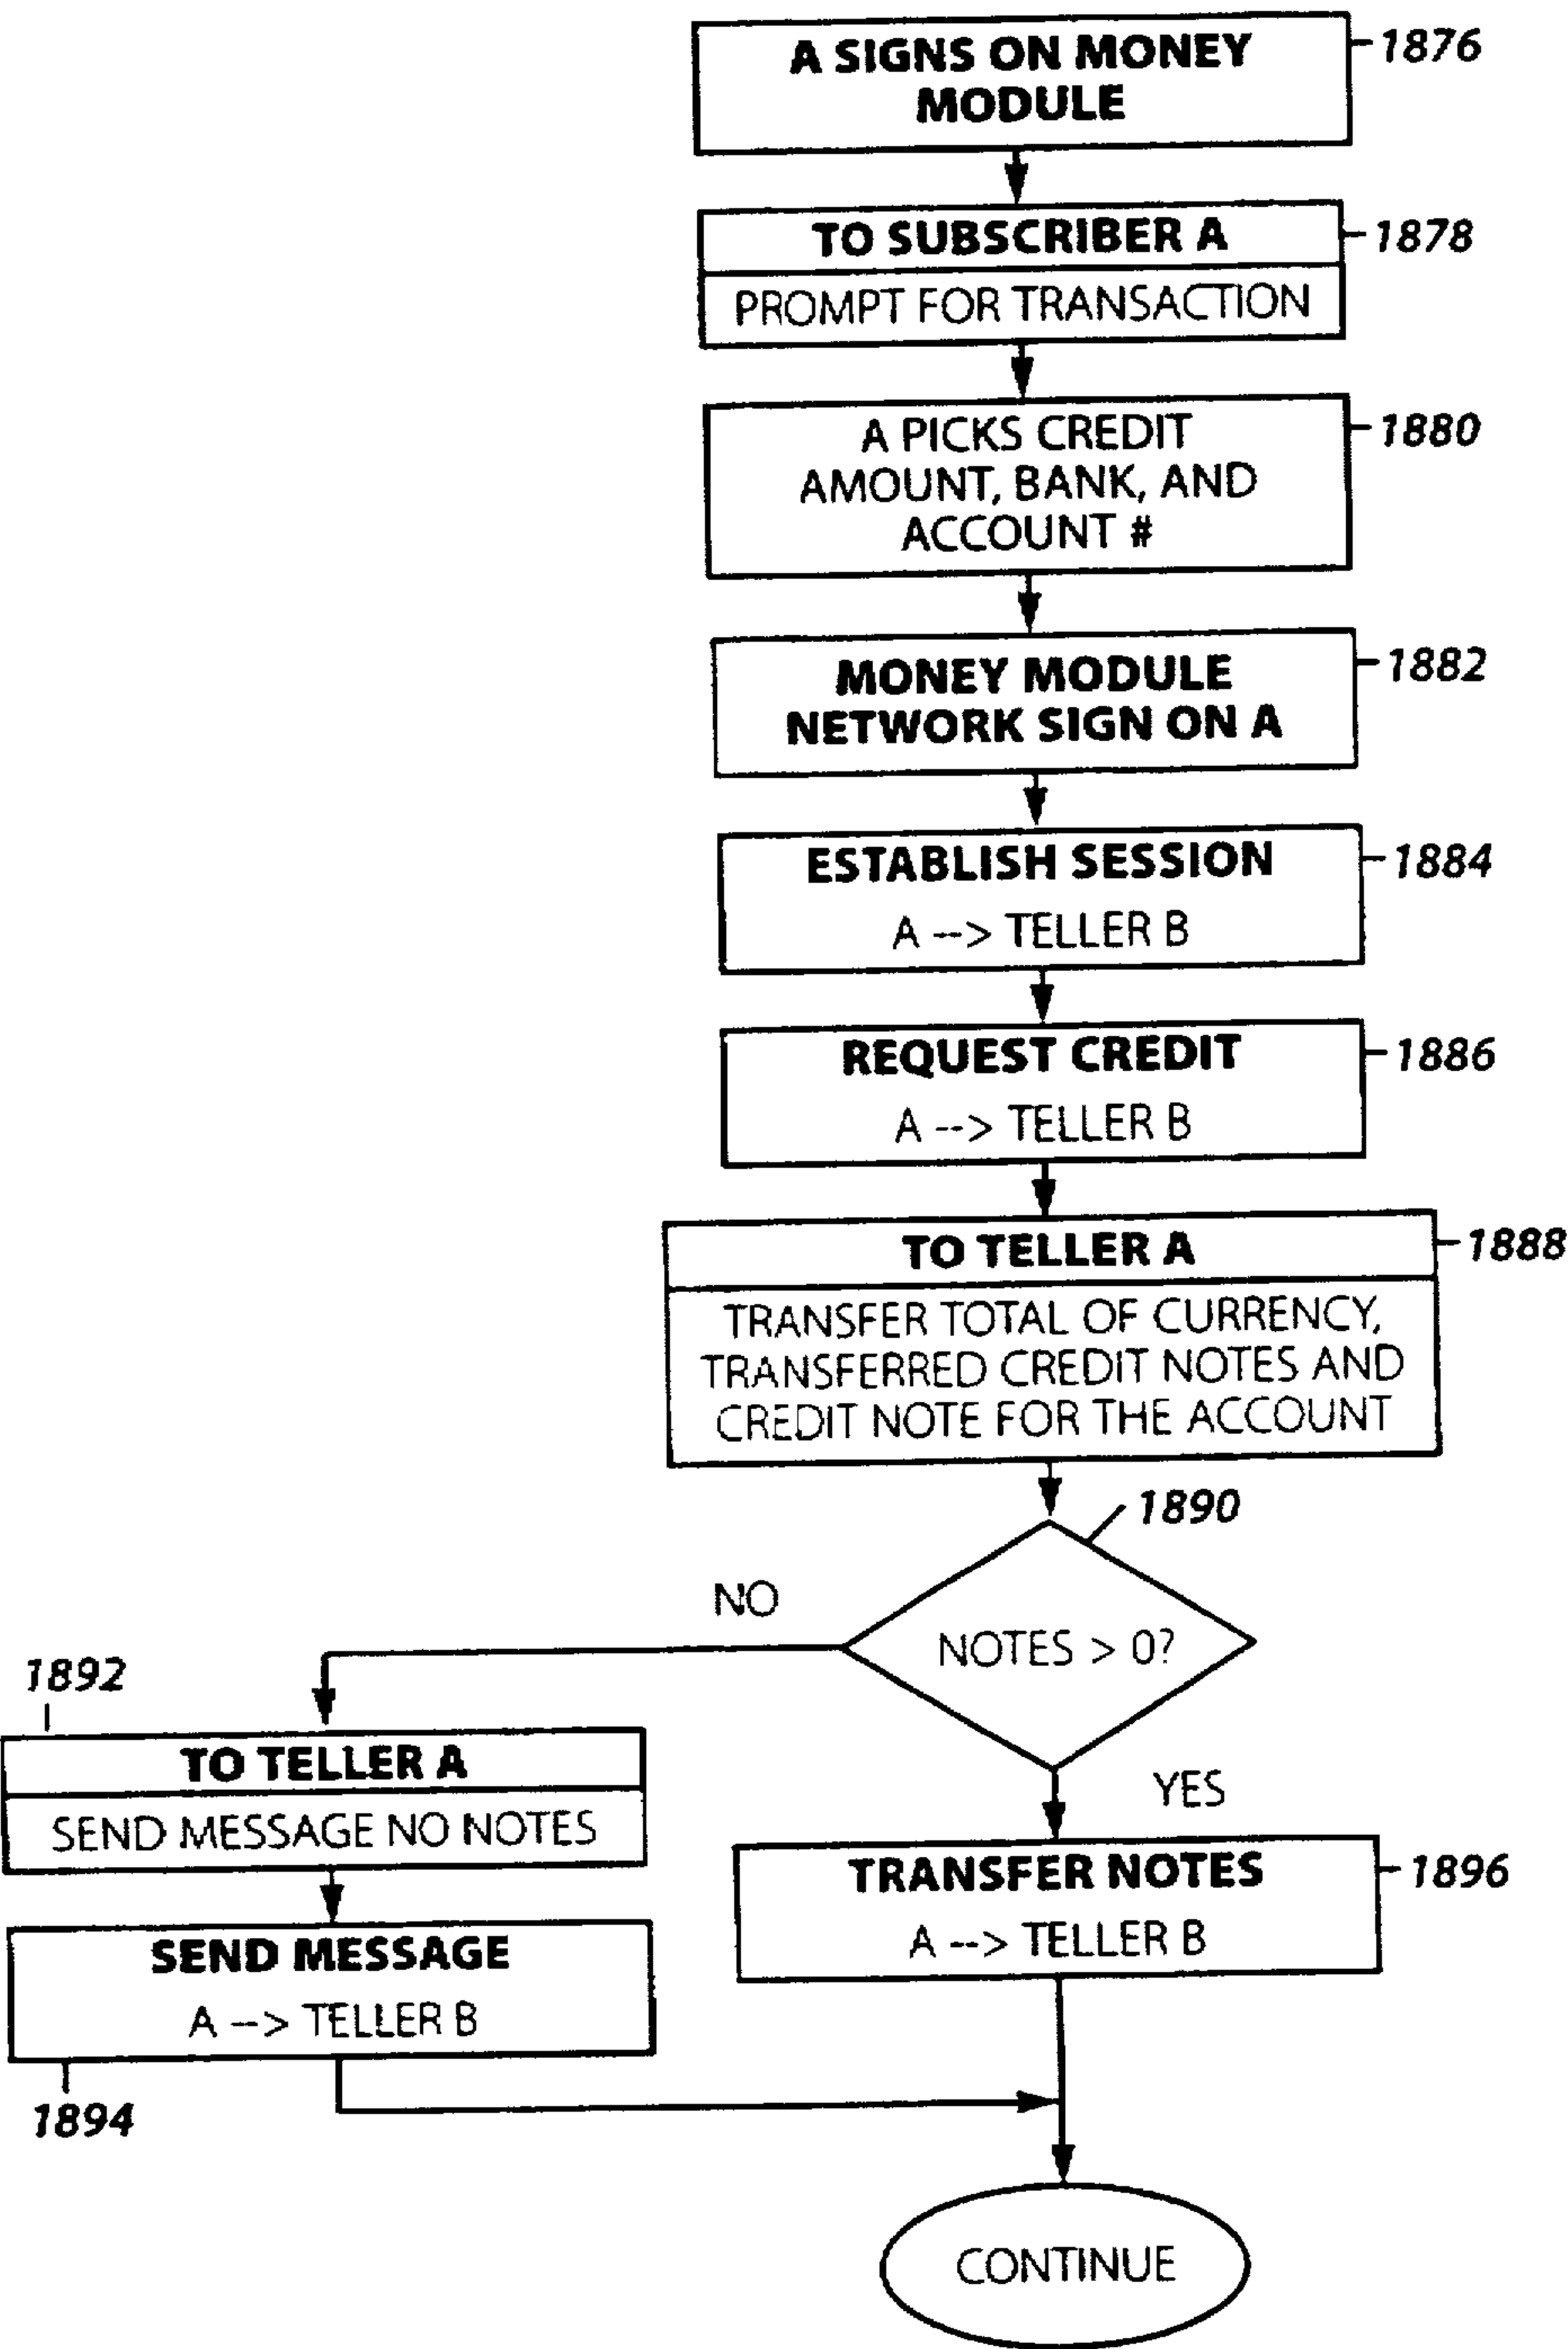 A SIGNS ON MONEY
MODULE
1876
TO SUBSCRIBER A
1878
PROMPT FOR TRANSACTION
A PICKS CREDIT
AMOUNT, BANK, AND
ACCOUNT #
1880
MONEY MODULE
NETWORK SIGN ON A
1882
ESTABLISH SESSION
1884
A --> TELLER B
REQUEST CREDIT
1886
A --> TELLER B
TO TELLER A
1888
TRANSFER TOTAL OF CURRENCY,
TRANSFERRED CREDIT NOTES AND
CREDIT NOTE FOR THE ACCOUNT
1890
NOTES > 0?
NO
1892
TO TELLER A
SEND MESSAGE NO NOTES
SEND MESSAGE
A --> TELLER B
1894
YES
TRANSFER NOTES
1896
A --> TELLER B
CONTINUE